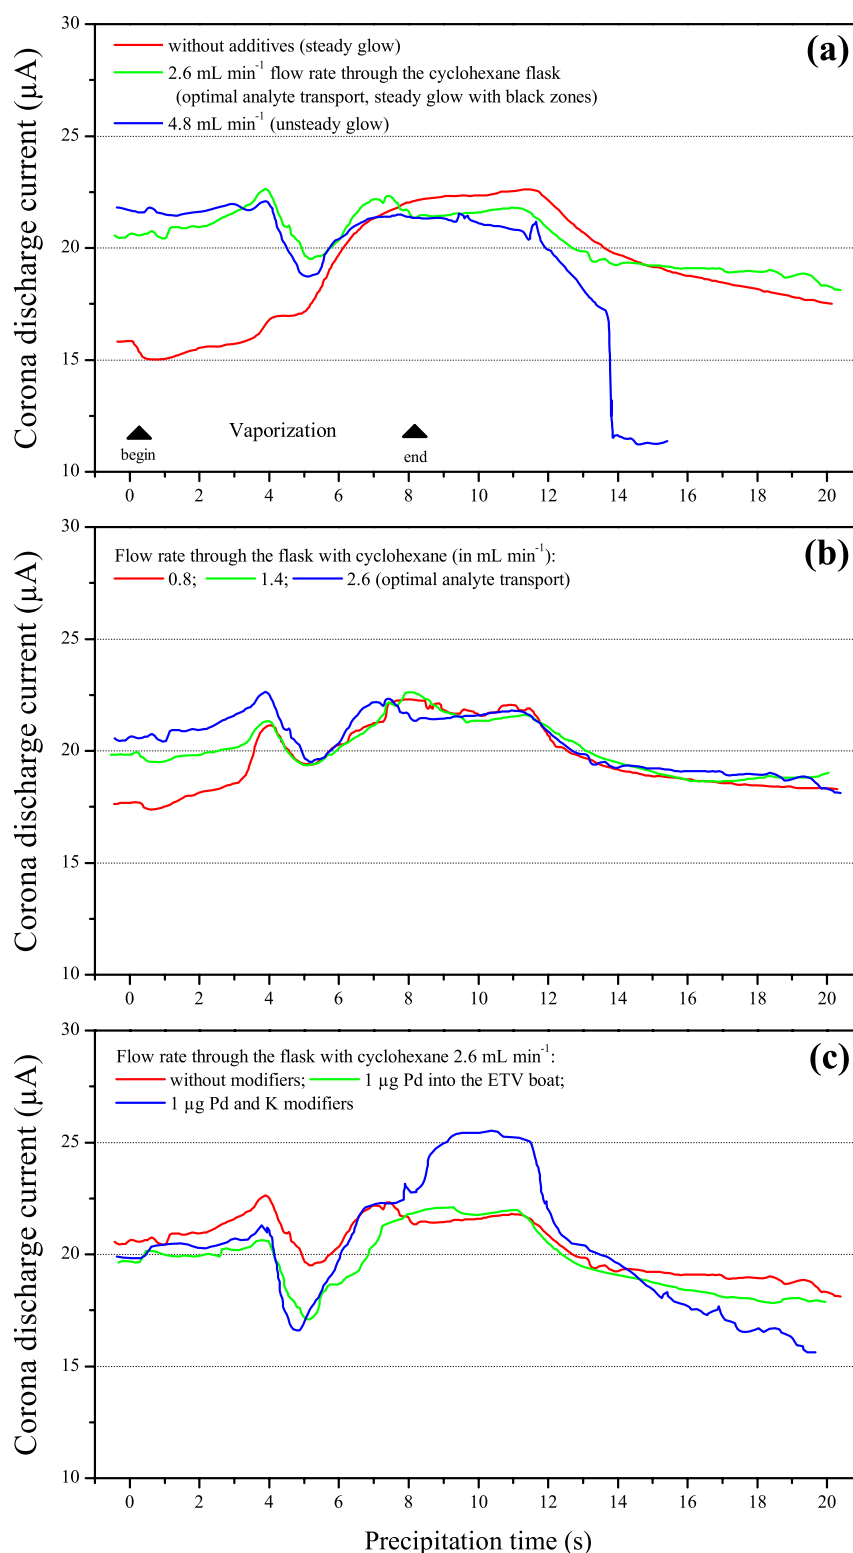 30
(a)
without additives (steady glow)
2.6 mL min⁻¹ flow rate through the cyclohexane flask
(optimal analyte transport, steady glow with black zones)
4.8 mL min⁻¹ (unsteady glow)
25
20
15
10
Corona discharge current (µA)
Vaporization
begin
end
0 2 4 6 8 10 12 14 16 18 20
30
(b)
Flow rate through the flask with cyclohexane (in mL min⁻¹):
0.8; 1.4; 2.6 (optimal analyte transport)
25
20
15
10
Corona discharge current (µA)
0 2 4 6 8 10 12 14 16 18 20
30
(c)
Flow rate through the flask with cyclohexane 2.6 mL min⁻¹:
without modifiers; 1 µg Pd into the ETV boat;
1 µg Pd and K modifiers
25
20
15
10
Corona discharge current (µA)
0 2 4 6 8 10 12 14 16 18 20
Precipitation time (s)